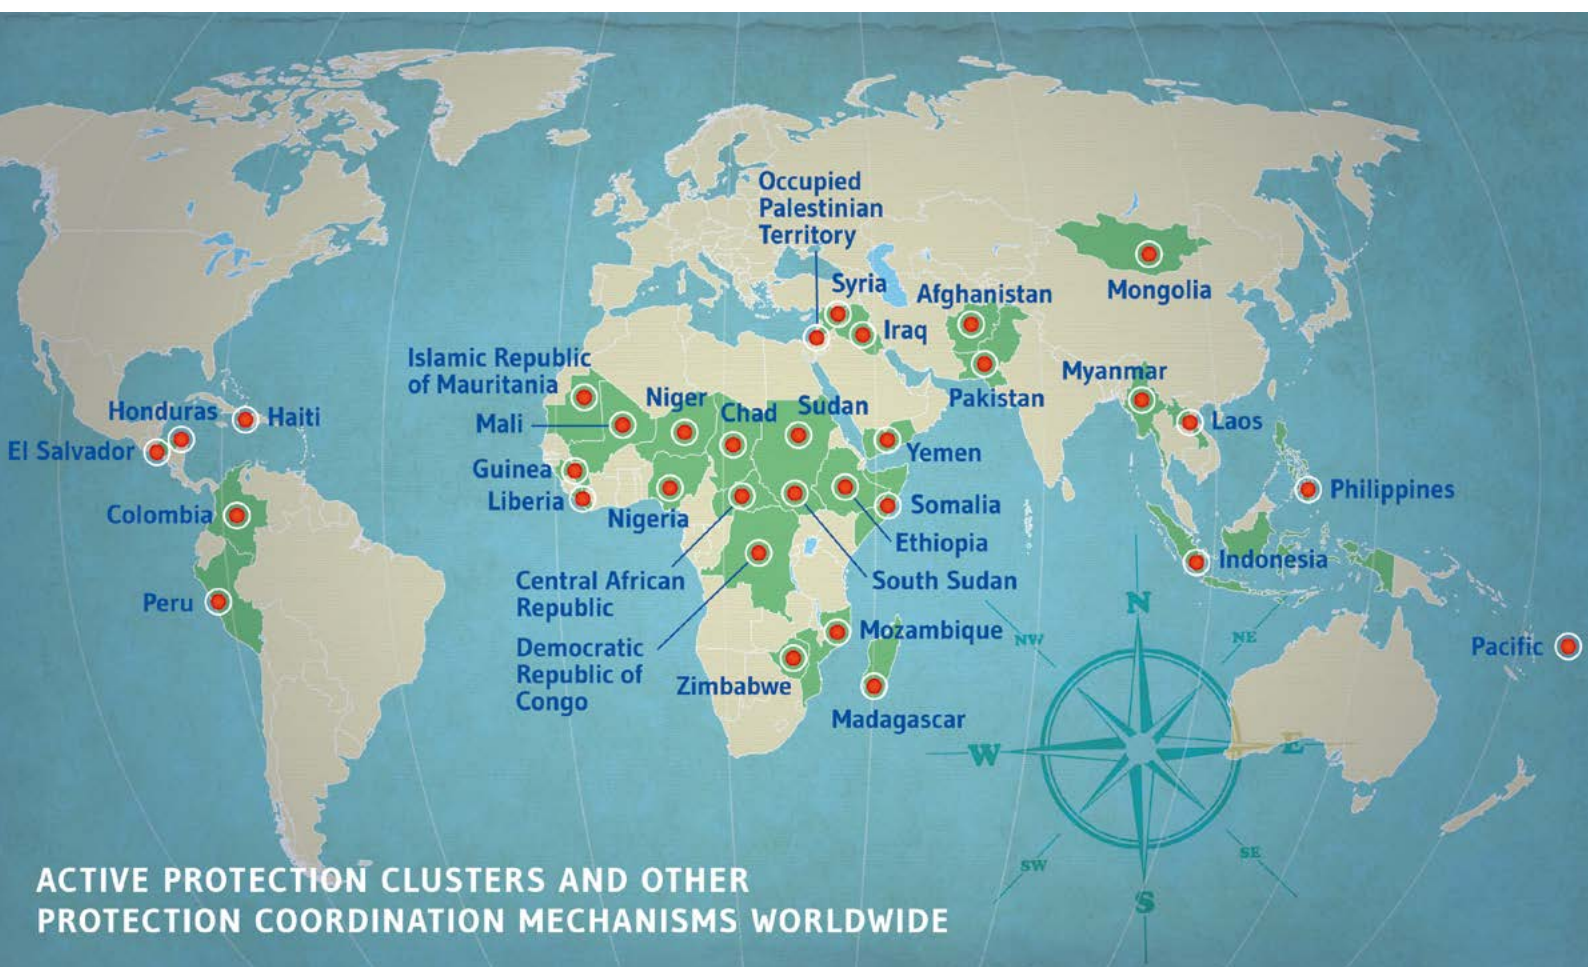 Occupied
Palestinian
Territory
Syria
Afghanistan
Mongolia
Iraq
Islamic Republic
of Mauritania
Myanmar
Niger
Pakistan
Honduras
Haiti
Mali
Chad
Sudan
Laos
El Salvador
Yemen
Guinea
Liberia
Philippines
Colombia
Nigeria
Somalia
Ethiopia
Indonesia
Central African
Republic
South Sudan
Peru
N
Mozambique
NW
NE
Democratic
Republic of
Congo
Pacific
Zimbabwe
Madagascar
W
E
SW
SE
S
ACTIVE PROTECTION CLUSTERS AND OTHER
PROTECTION COORDINATION MECHANISMS WORLDWIDE